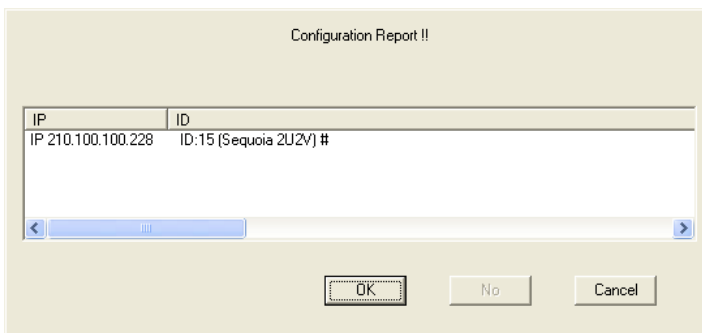 Configuration Report !!
IP ID
IP 210.100.100.228 ID:15 (Sequoia 2U2V) #
OK No Cancel